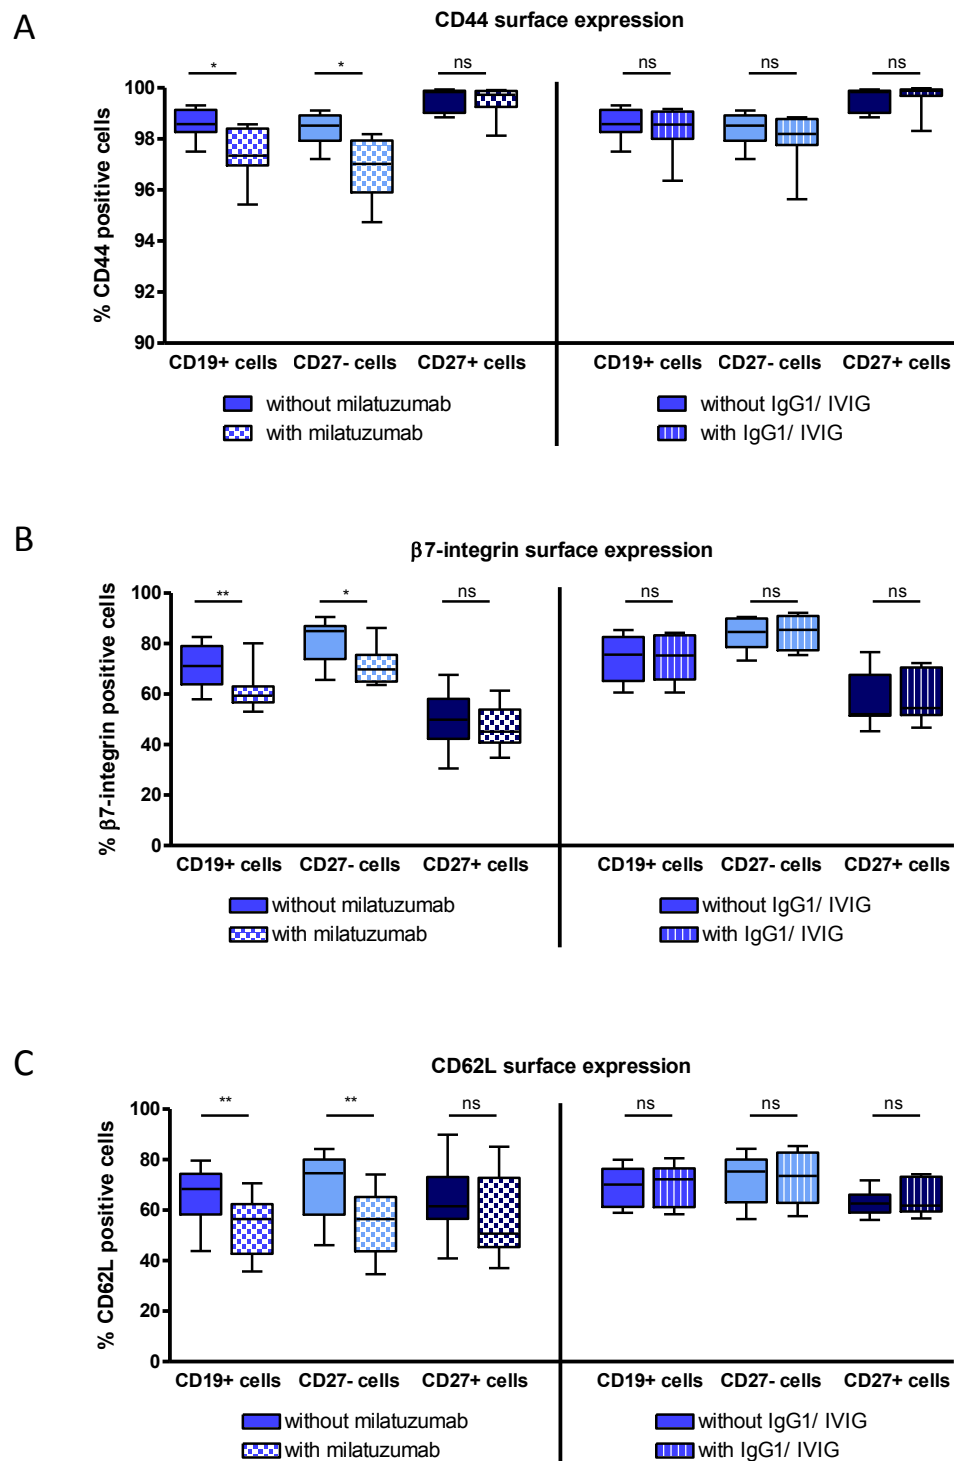 A
CD44 surface expression
* * ns ns ns ns
% CD44 positive cells
100
98
96
94
92
90
CD19+ cells CD27- cells CD27+ cells CD19+ cells CD27- cells CD27+ cells
without milatuzumab without IgG1/ IVIG
with milatuzumab with IgG1/ IVIG
B
β7-integrin surface expression
** * ns ns ns ns
% β7-integrin positive cells
100
80
60
40
20
0
CD19+ cells CD27- cells CD27+ cells CD19+ cells CD27- cells CD27+ cells
without milatuzumab without IgG1/ IVIG
with milatuzumab with IgG1/ IVIG
C
CD62L surface expression
** ** ns ns ns ns
% CD62L positive cells
100
80
60
40
20
0
CD19+ cells CD27- cells CD27+ cells CD19+ cells CD27- cells CD27+ cells
without milatuzumab without IgG1/ IVIG
with milatuzumab with IgG1/ IVIG